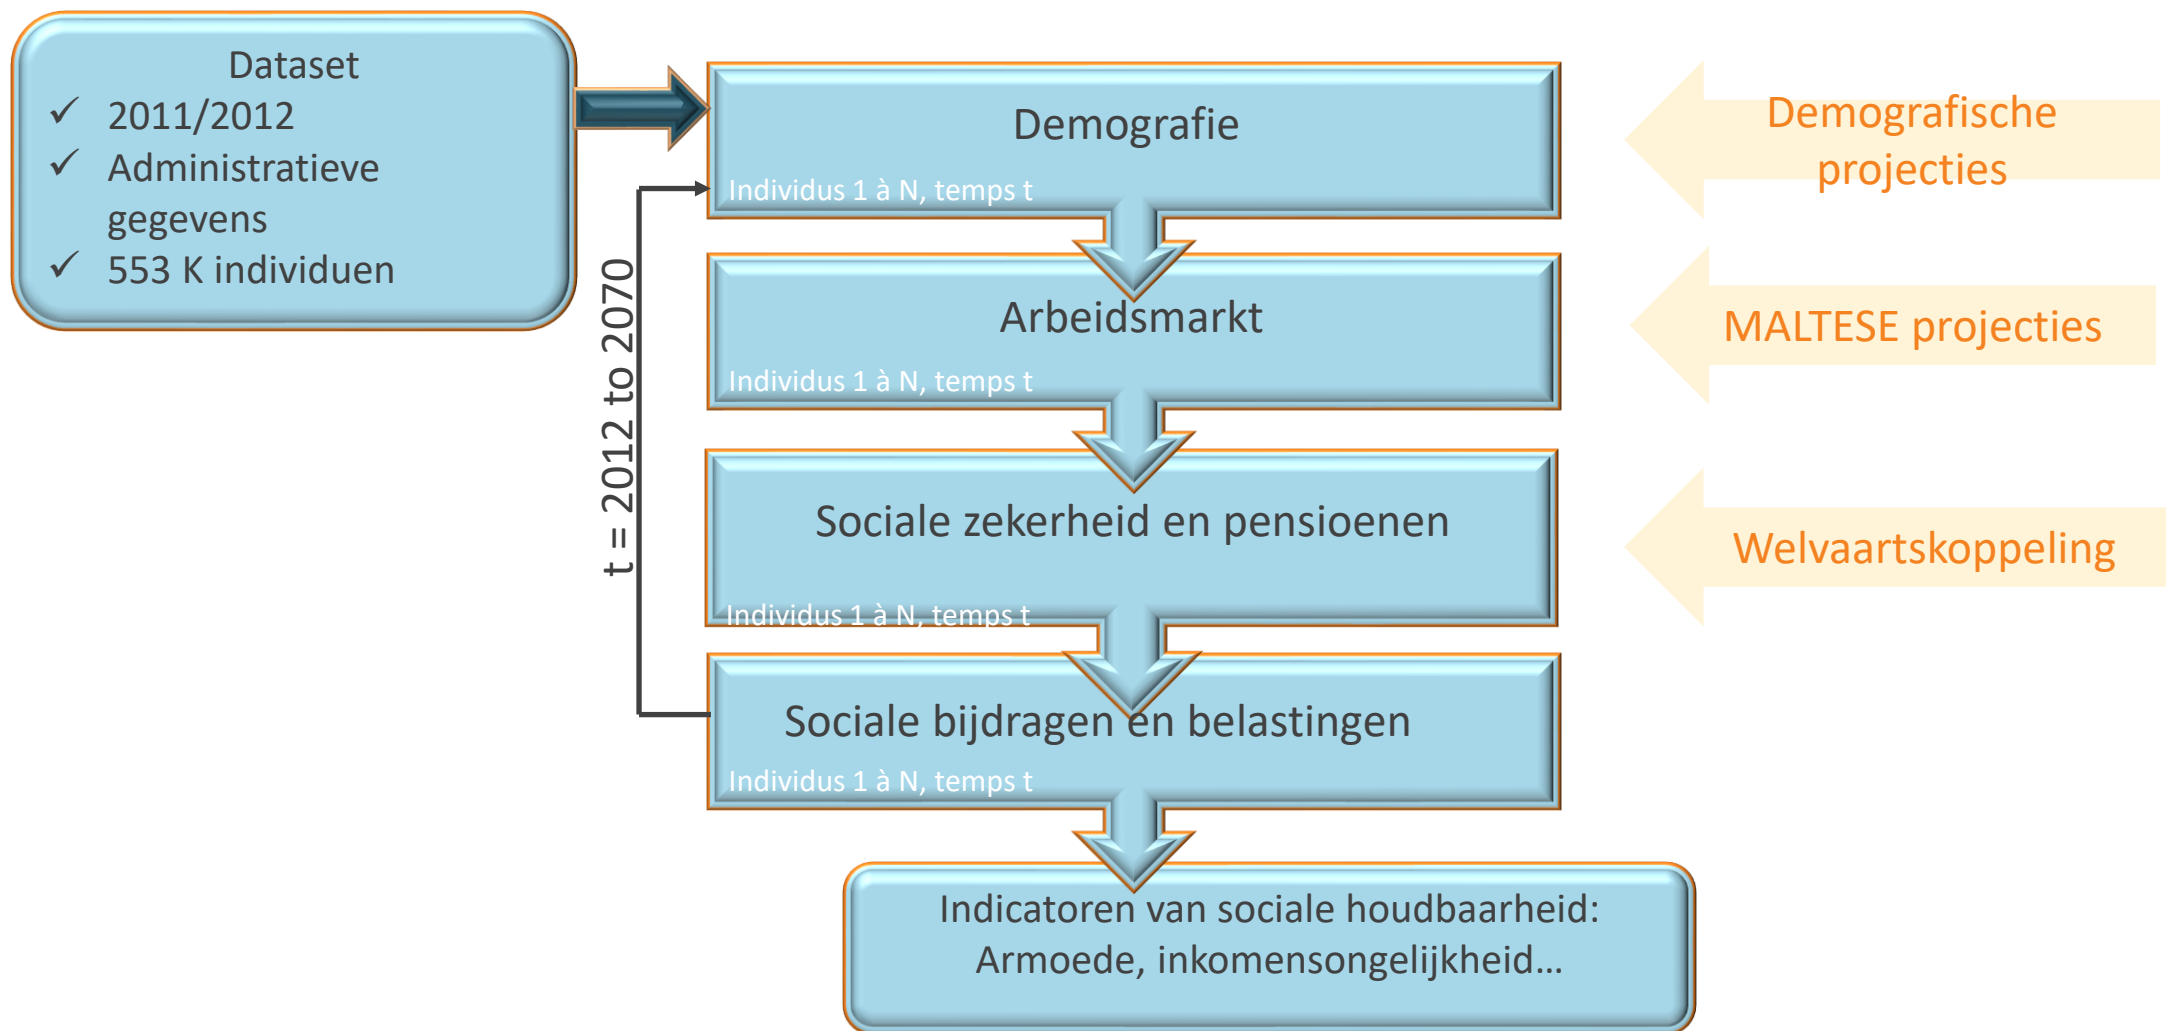 Dataset
✓ 2011/2012
✓ Administratieve
gegevens
✓ 553 K individuen
Demografie
Individus 1 à N, temps t
Arbeidsmarkt
Individus 1 à N, temps t
Sociale zekerheid en pensioenen
Individus 1 à N, temps t
Sociale bijdragen en belastingen
Individus 1 à N, temps t
Indicatoren van sociale houdbaarheid:
Armoede, inkomensongelijkheid...
t = 2012 to 2070
Demografische
projecties
MALTESE projecties
Welvaartskoppeling